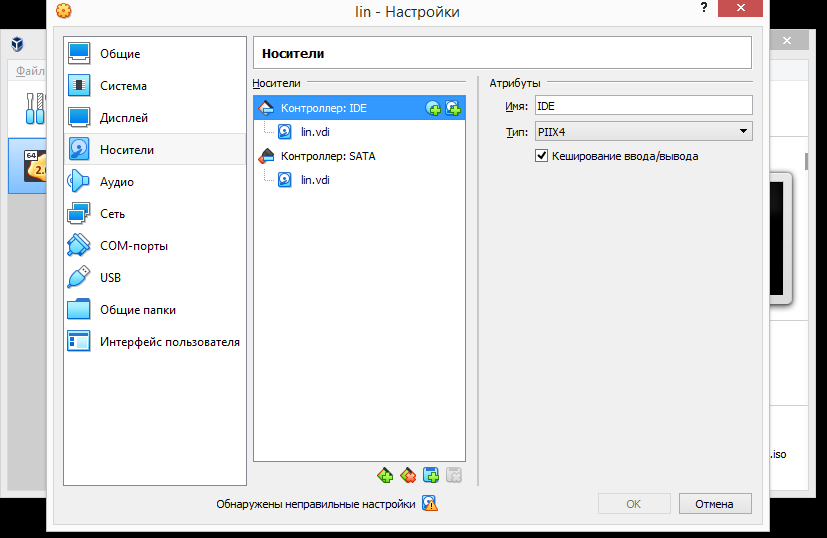 lin - Настройки
?
Файл
64
2.
Общие
Система
Дисплей
Носители
Аудио
Сеть
COM-порты
USB
Общие папки
Интерфейс пользователя
Носители
Носители
Контроллер: IDE
lin.vdi
Контроллер: SATA
lin.vdi
Атрибуты
Имя: IDE
Тип: PIIX4
Кеширование ввода/вывода
.iso
Обнаружены неправильные настройки
OK
Отмена